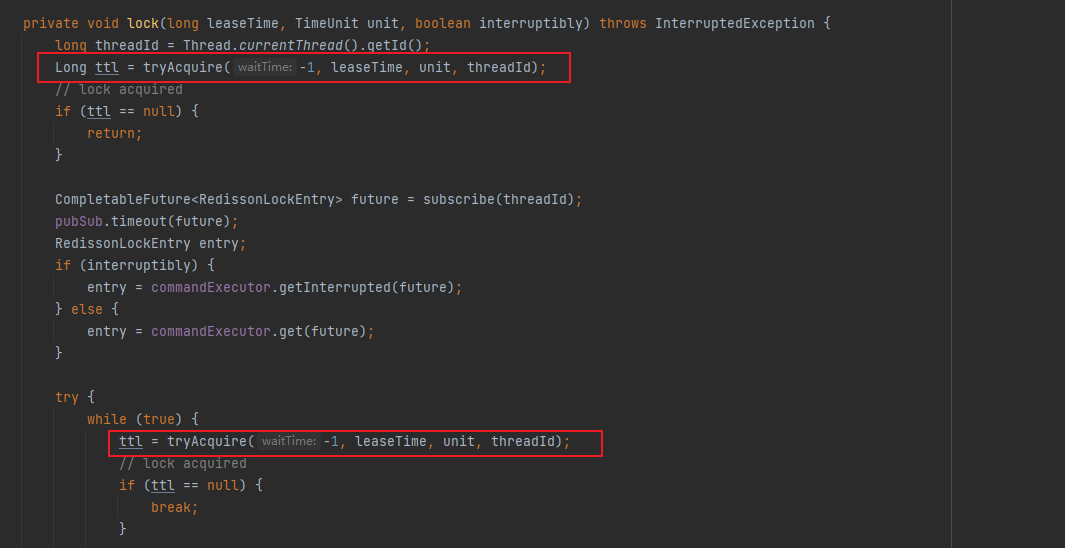 private void lock(long leaseTime, TimeUnit unit, boolean interruptibly) throws InterruptedException {
long threadId = Thread.currentThread().getId();
Long ttl = tryAcquire( waitTime: -1, leaseTime, unit, threadId);
// lock acquired
if (ttl == null) {
return;
}
CompletableFuture<RedissonLockEntry> future = subscribe(threadId);
pubSub.timeout(future);
RedissonLockEntry entry;
if (interruptibly) {
entry = commandExecutor.getInterrupted(future);
} else {
entry = commandExecutor.get(future);
}
try {
while (true) {
ttl = tryAcquire( waitTime: -1, leaseTime, unit, threadId);
// lock acquired
if (ttl == null) {
break;
}